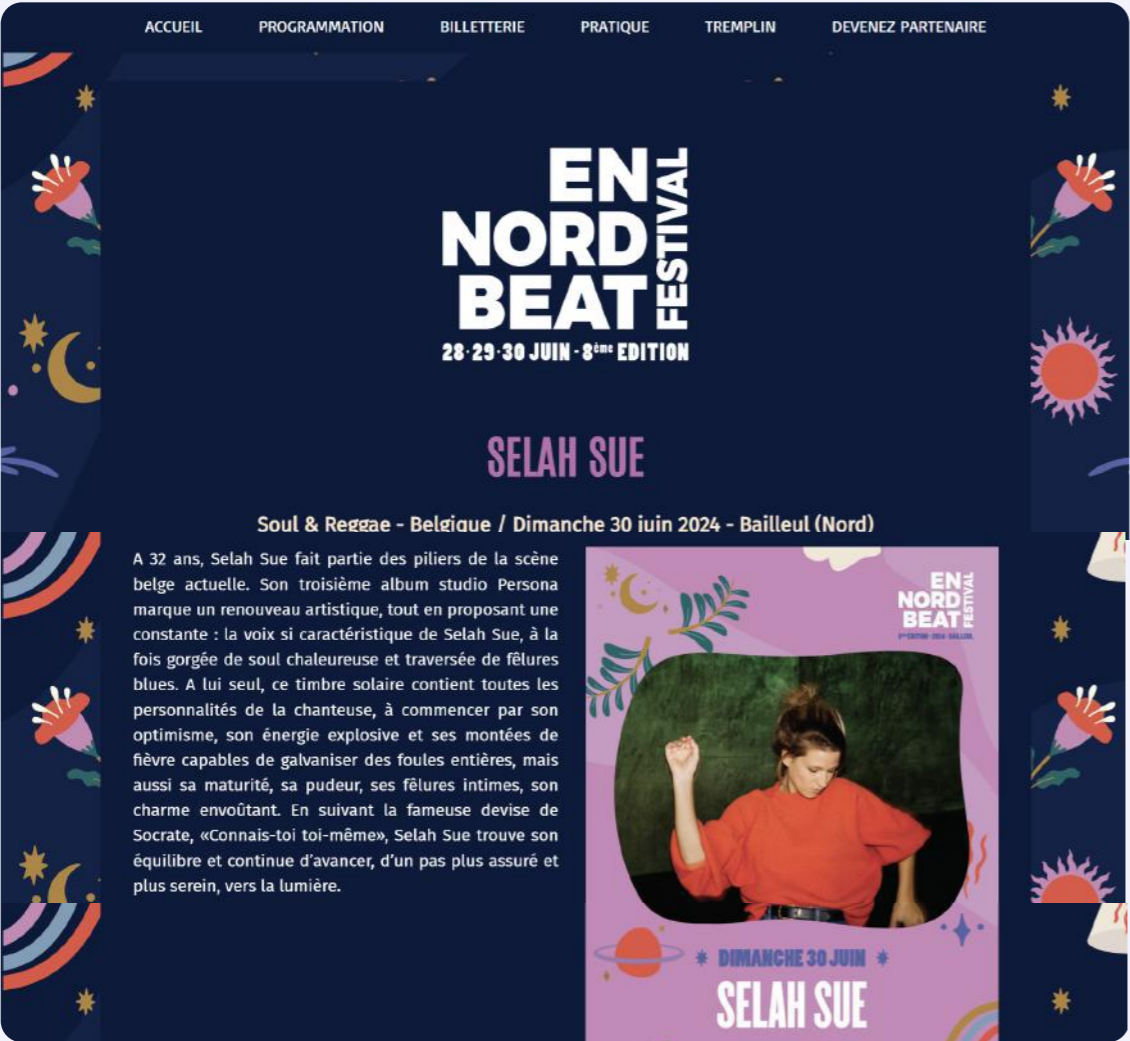 ACCUEIL PROGRAMMATION BILLETTERIE PRATIQUE TREMPLIN DEVENEZ PARTENAIRE
EN
NORD
BEAT
FESTIVAL
28·29·30 JUIN - 8ème EDITION
SELAH SUE
Soul & Reggae - Belgique / Dimanche 30 juin 2024 - Bailleul (Nord)
A 32 ans, Selah Sue fait partie des piliers de la scène
belge actuelle. Son troisième album studio Persona
marque un renouveau artistique, tout en proposant une
constante : la voix si caractéristique de Selah Sue, à la
fois gorgée de soul chaleureuse et traversée de fêlures
blues. A lui seul, ce timbre solaire contient toutes les
personnalités de la chanteuse, à commencer par son
optimisme, son énergie explosive et ses montées de
fièvre capables de galvaniser des foules entières, mais
aussi sa maturité, sa pudeur, ses fêlures intimes, son
charme envoûtant. En suivant la fameuse devise de
Socrate, «Connais-toi toi-même», Selah Sue trouve son
équilibre et continue d’avancer, d’un pas plus assuré et
plus serein, vers la lumière.
EN
NORD
BEAT
FESTIVAL
DIMANCHE 30 JUIN
SELAH SUE